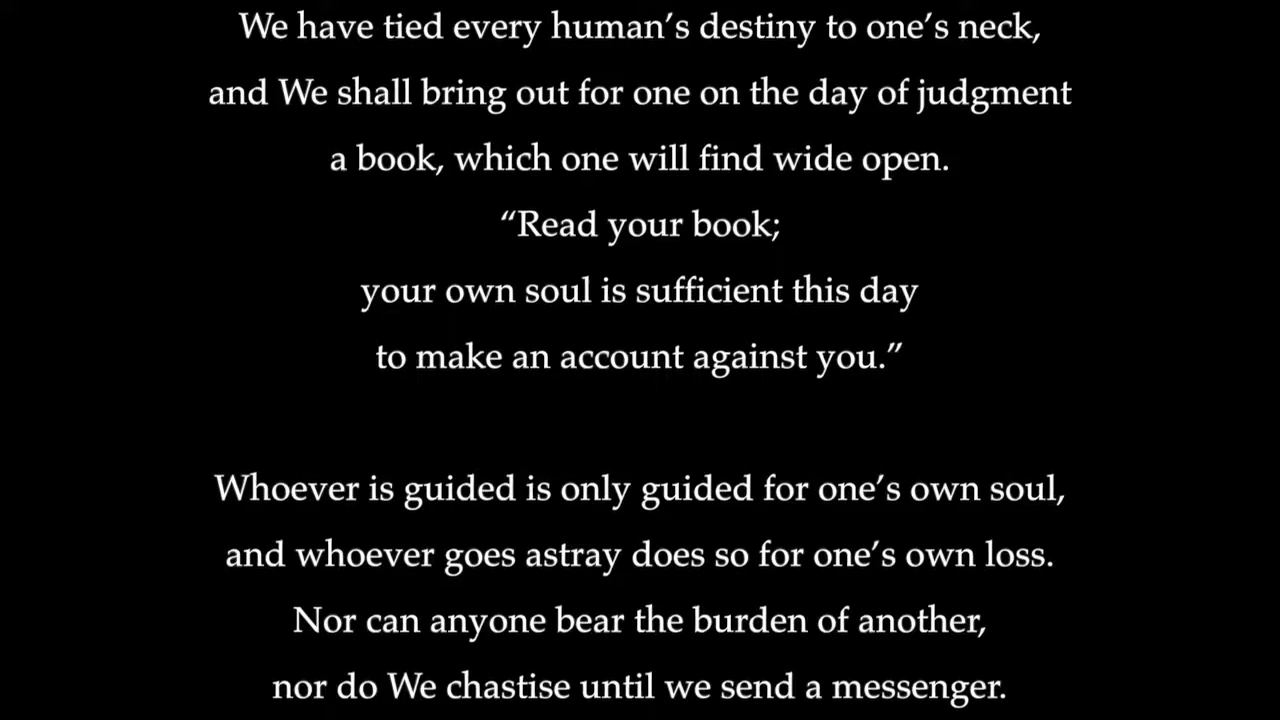 We have tied every human’s destiny to one’s neck,
and We shall bring out for one on the day of judgment
a book, which one will find wide open.
“Read your book;
your own soul is sufficient this day
to make an account against you.”
Whoever is guided is only guided for one’s own soul,
and whoever goes astray does so for one’s own loss.
Nor can anyone bear the burden of another,
nor do We chastise until we send a messenger.